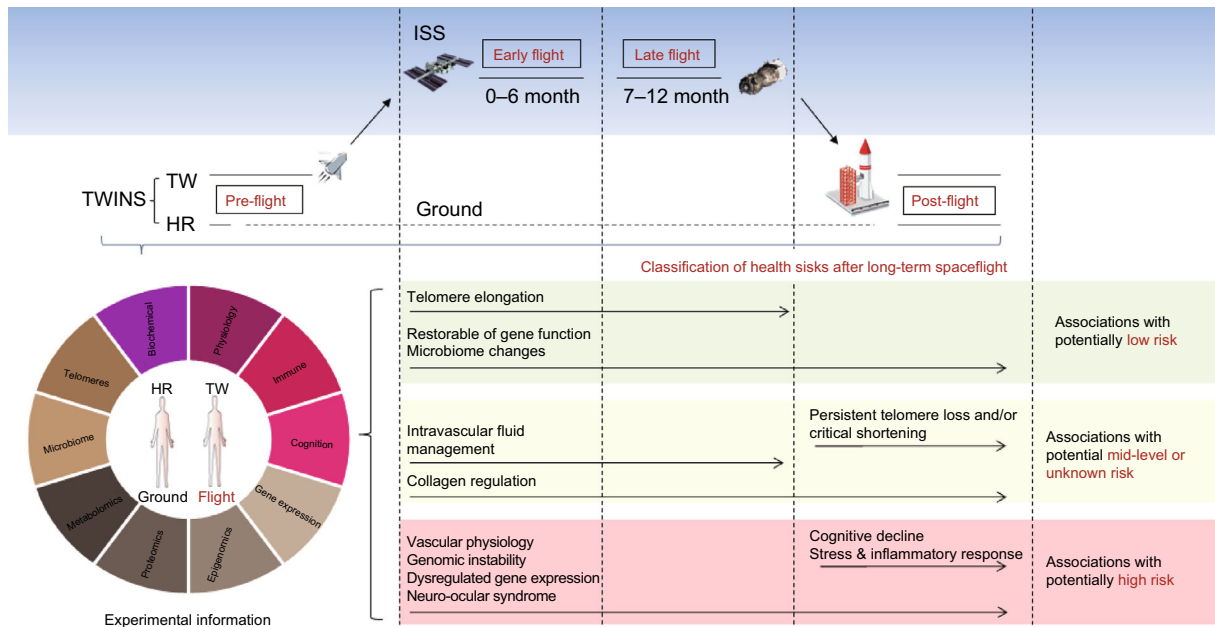 ISS
Early flight
Late flight
0–6 month
7–12 month
TWINS
TW
Pre-flight
HR
Ground
Post-flight
Classification of health sisks after long-term spaceflight
Biochemical
Physiololgy
Immune
Cognition
Gene expression
Epigenomics
Proteomics
Metabolomics
Microbiome
Telomeres
HR
TW
Ground
Flight
Experimental information
Telomere elongation
Restorable of gene function
Microbiome changes
Associations with
potentially low risk
Intravascular fluid
management
Collagen regulation
Persistent telomere loss and/or
critical shortening
Associations with
potential mid-level or
unknown risk
Vascular physiology
Genomic instability
Dysregulated gene expression
Neuro-ocular syndrome
Cognitive decline
Stress & inflammatory response
Associations with
potentially high risk